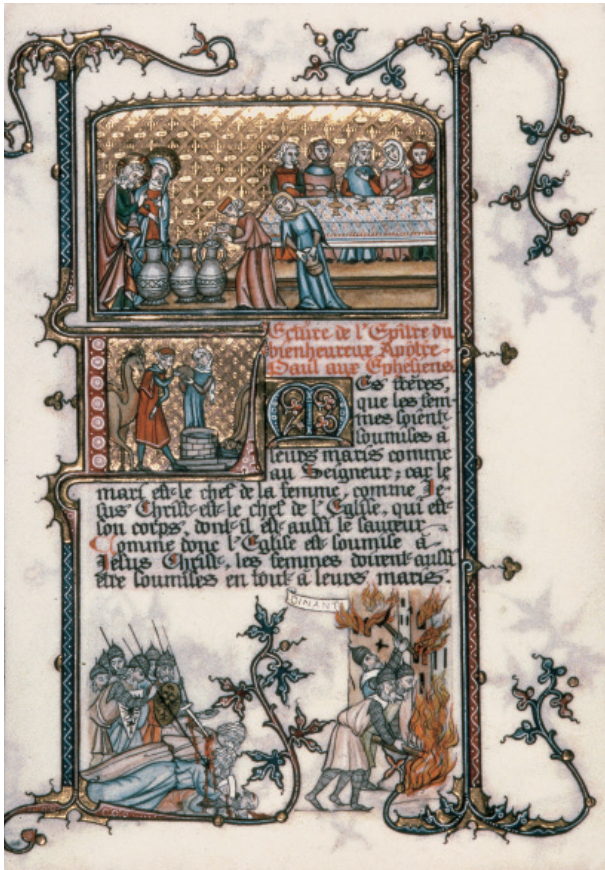 Lecture de l'Epître du
bienheureux Apôtre
Paul aux Ephésiens.
Mes frères,
que les fem
mes soient
soumises à
leurs maris comme
au Seigneur; car le
mari est le chef de la femme, comme Jé
sus Christ est le chef de l'Eglise, qui est
son corps, dont il est aussi le sauveur.
Comme donc l'Eglise est soumise à
Jésus Christ, les femmes doivent aussi
être soumises en tout à leurs maris.
DINANT